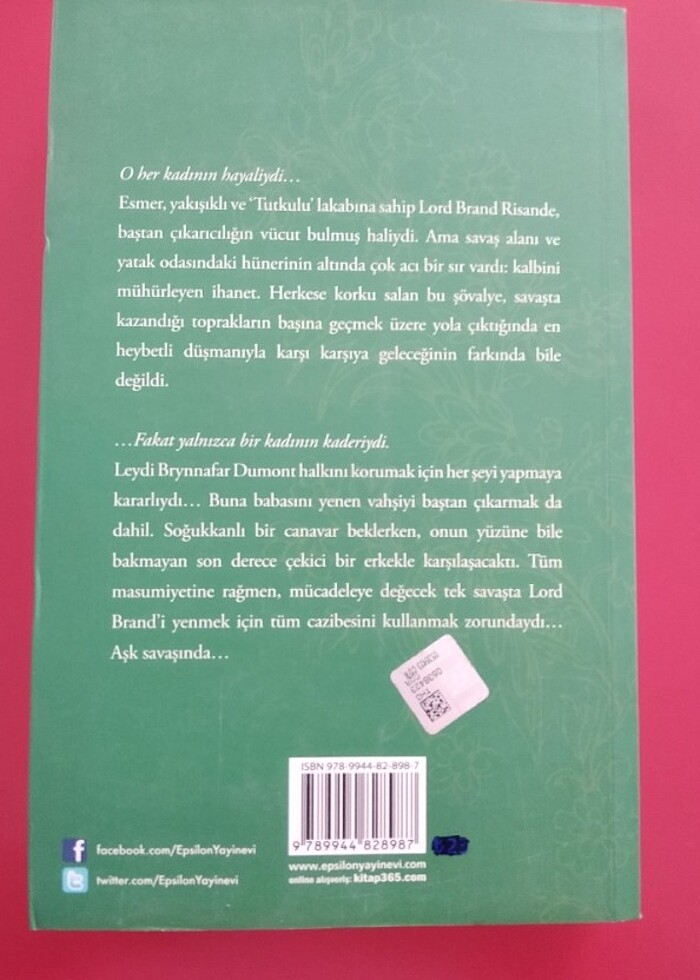 O her kadının hayaliydi…
Esmer, yakışıklı ve ‘Tutkulu’ lakabına sahip Lord Brand Risande,
baştan çıkarıcılığın vücut bulmuş haliydi. Ama savaş alanı ve
yatak odasındaki hünerinin altında çok acı bir sır vardı: kalbini
mühürleyen ihanet. Herkese korku salan bu şövalye, savaşta
kazandığı toprakların başına geçmek üzere yola çıktığında en
heybetli düşmanıyla karşı karşıya geleceğinin farkında bile
değildi.
…Fakat yalnızca bir kadının kaderiydi.
Leydi Brynnafar Dumont halkını korumak için her şeyi yapmaya
kararlıydı… Buna babasını yenen vahşiyi baştan çıkarmak da
dahil. Soğukkanlı bir canavar beklerken, onun yüzüne bile
bakmayan son derece çekici bir erkekle karşılaşacaktı. Tüm
masumiyetine rağmen, mücadeleye değecek tek savaşta Lord
Brand’i yenmek için tüm cazibesini kullanmak zorundaydı…
Aşk savaşında…
ISBN 978-9944-82-898-7
9 789944 828987
facebook.com/EpsilonYayinevi
twitter.com/EpsilonYayinevi
www.epsilonyayinevi.com
online alışveriş: kitap365.com